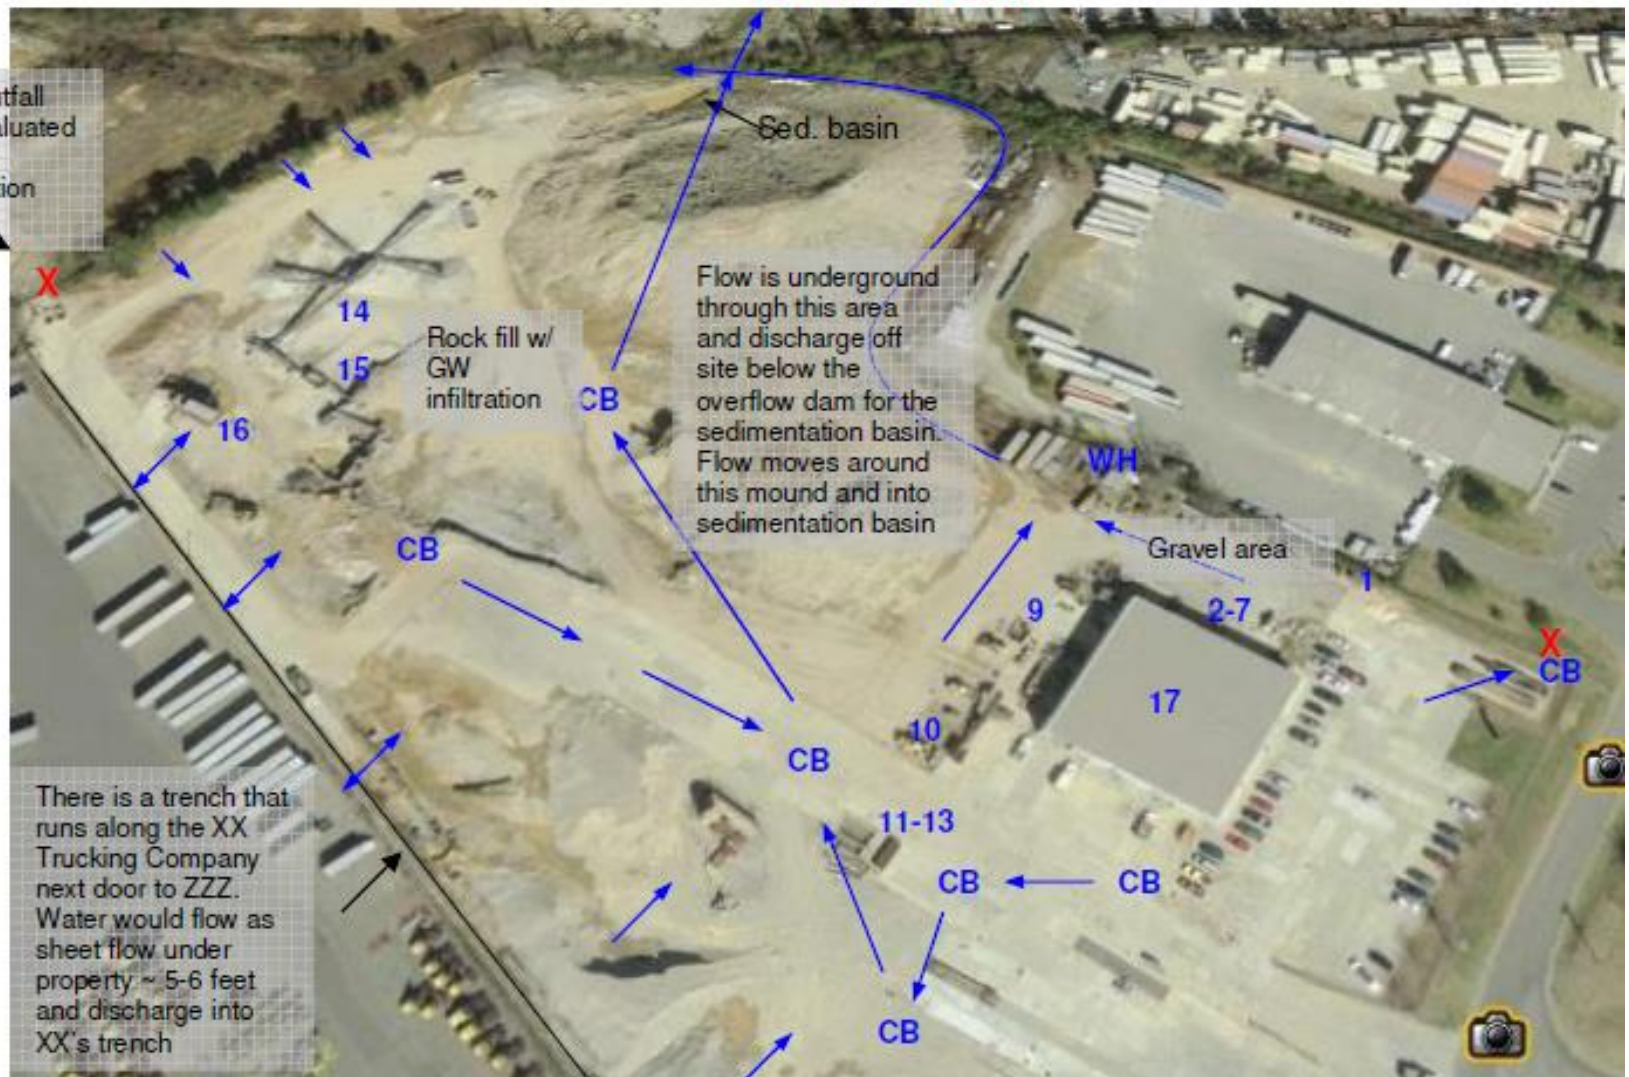 Sed. basin
X
14
15
16
Rock fill w/
GW
infiltration
CB
Flow is underground
through this area
and discharge off
site below the
overflow dam for the
sedimentation basin.
Flow moves around
this mound and into
sedimentation basin
WH
Gravel area
1
2-7
9
CB
X
CB
17
10
CB
11-13
CB
CB
CB
There is a trench that
runs along the XX
Trucking Company
next door to ZZZ.
Water would flow as
sheet flow under
property ~ 5-6 feet
and discharge into
XX's trench